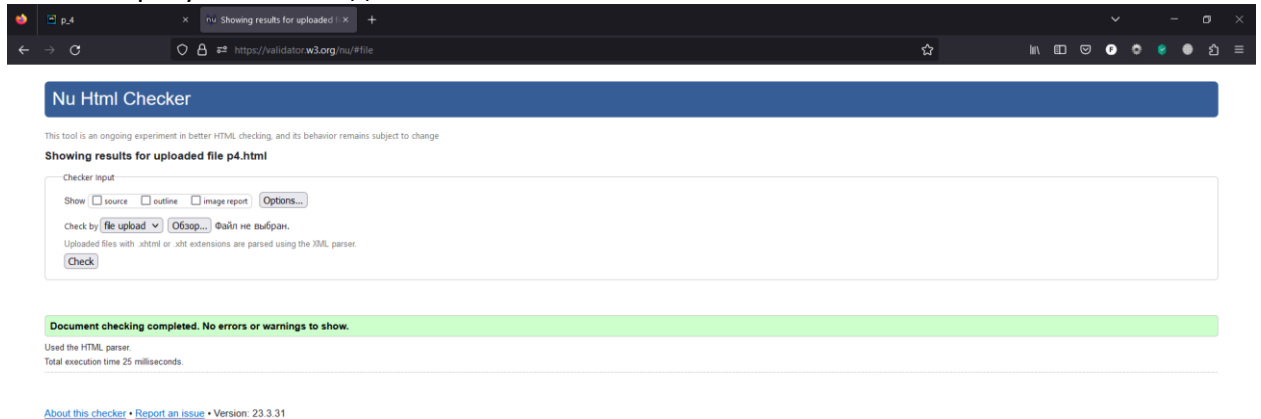 p_4
Showing results for uploaded f
https://validator.w3.org/nu/#file
Nu Html Checker
This tool is an ongoing experiment in better HTML checking, and its behavior remains subject to change
Showing results for uploaded file p4.html
Checker Input
Show source outline image report Options...
Check by file upload Обзор... Файл не выбран.
Uploaded files with .xhtml or .xht extensions are parsed using the XML parser.
Check
Document checking completed. No errors or warnings to show.
Used the HTML parser.
Total execution time 25 milliseconds.
About this checker • Report an issue • Version: 23.3.31